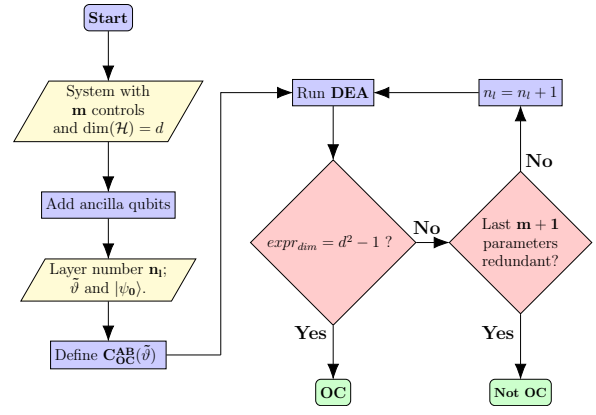 Start
System with
m controls
and dim(ℋ) = d
Add ancilla qubits
Layer number n_l;
ϑ̃ and |ψ₀⟩.
Define C_OC^AB(ϑ̃)
Run DEA
n_l = n_l + 1
expr_dim = d² − 1 ?
No
Last m + 1
parameters
redundant?
No
Yes
Yes
OC
Not OC